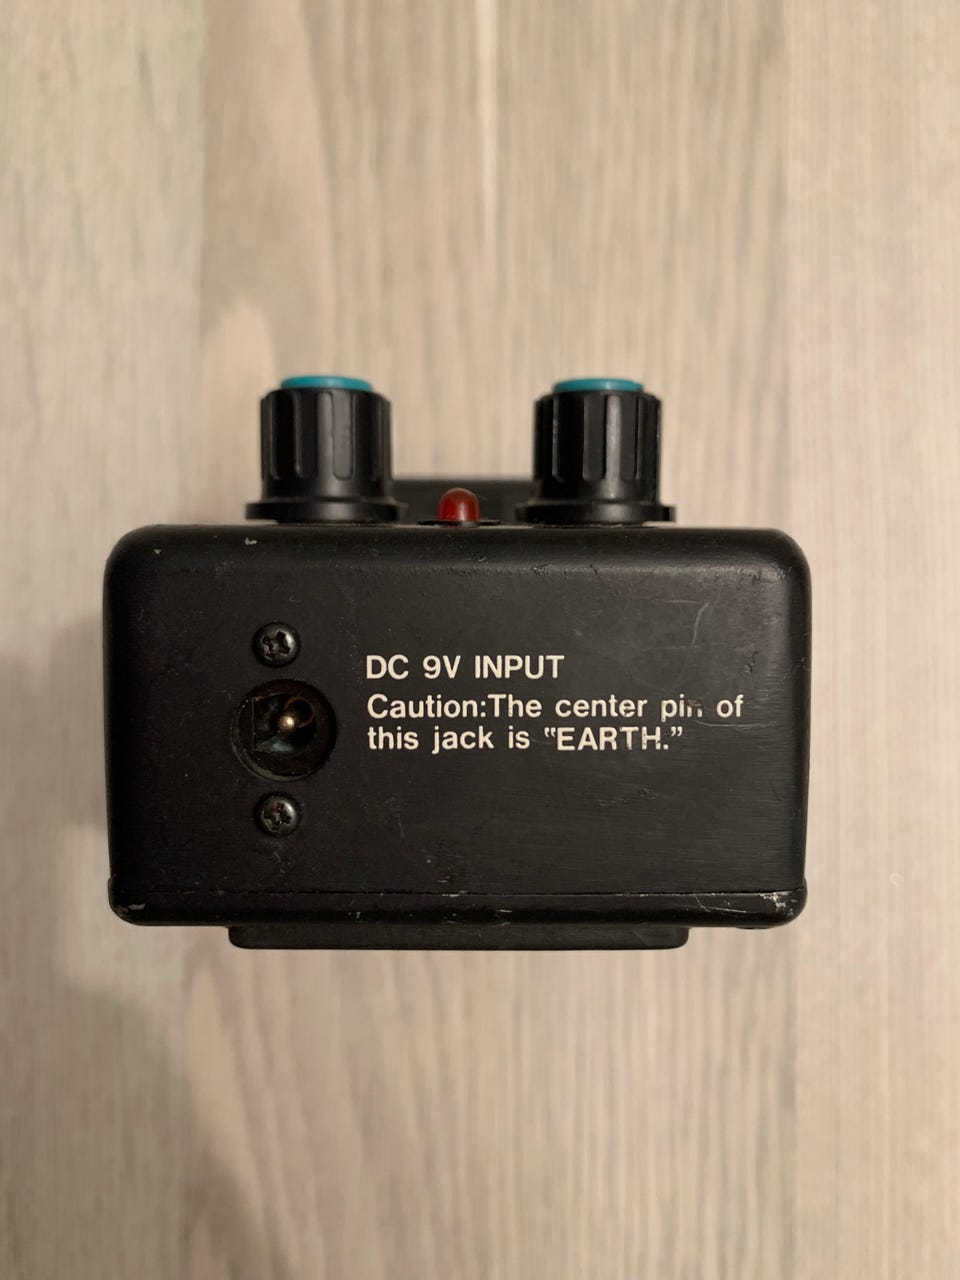 DC 9V INPUT
Caution:The center pin of
this jack is “EARTH.”